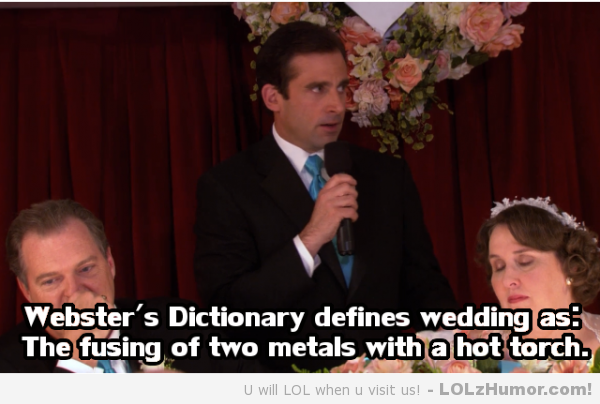 Webster's Dictionary defines wedding as:
The fusing of two metals with a hot torch.
U will LOL when u visit us! - LOLzHumor.com!